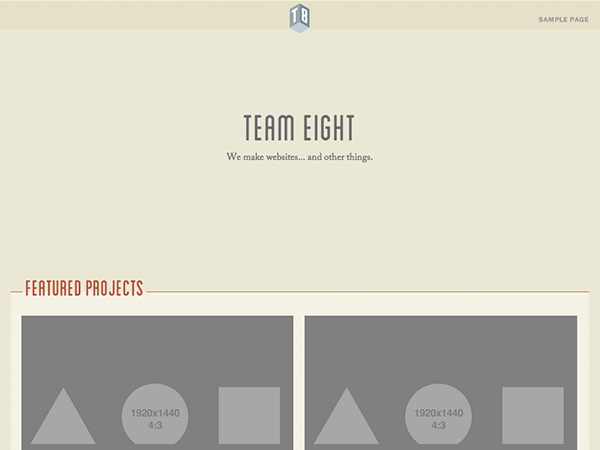 T8
SAMPLE PAGE
TEAM EIGHT
We make websites... and other things.
FEATURED PROJECTS
1920x1440
4:3
1920x1440
4:3